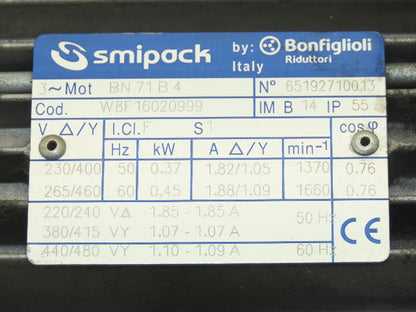 smipack by: Bonfiglioli
Italy Riduttori
3~Mot BN 71 B 4 N° 651927100.13
Cod. W8F16020999 IM B 14 IP 55
V Δ/Y I.Cl. F S1 cosφ
Hz kW A Δ/Y min-1
230/400 50 0.37 1.82/1.05 1370 0.76
265/460 60 0.45 1.88/1.09 1660 0.76
220/240 VΔ 1.85 - 1.85 A 50 Hz
380/415 VY 1.07 - 1.07 A
440/480 VY 1.10 - 1.09 A 60 Hz
CE